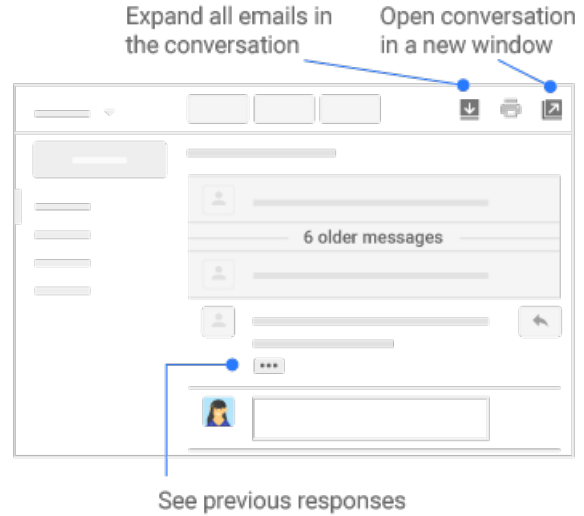 Expand all emails in
the conversation
Open conversation
in a new window
6 older messages
See previous responses